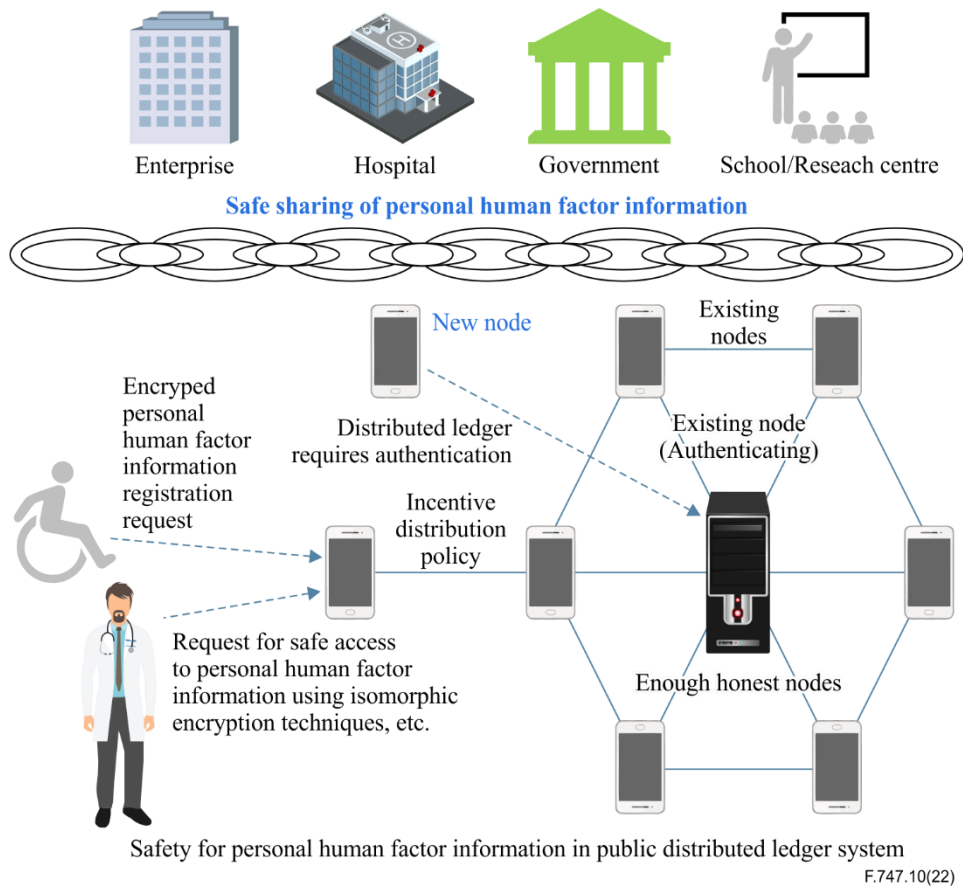 Enterprise
Hospital
Government
School/Reseach centre
Safe sharing of personal human factor information
New node
Existing
nodes
Encryped
personal
human factor
information
registration
request
Distributed ledger
requires authentication
Existing node
(Authenticating)
Incentive
distribution
policy
Request for safe access
to personal human factor
information using isomorphic
encryption techniques, etc.
Enough honest nodes
Safety for personal human factor information in public distributed ledger system
F.747.10(22)
H